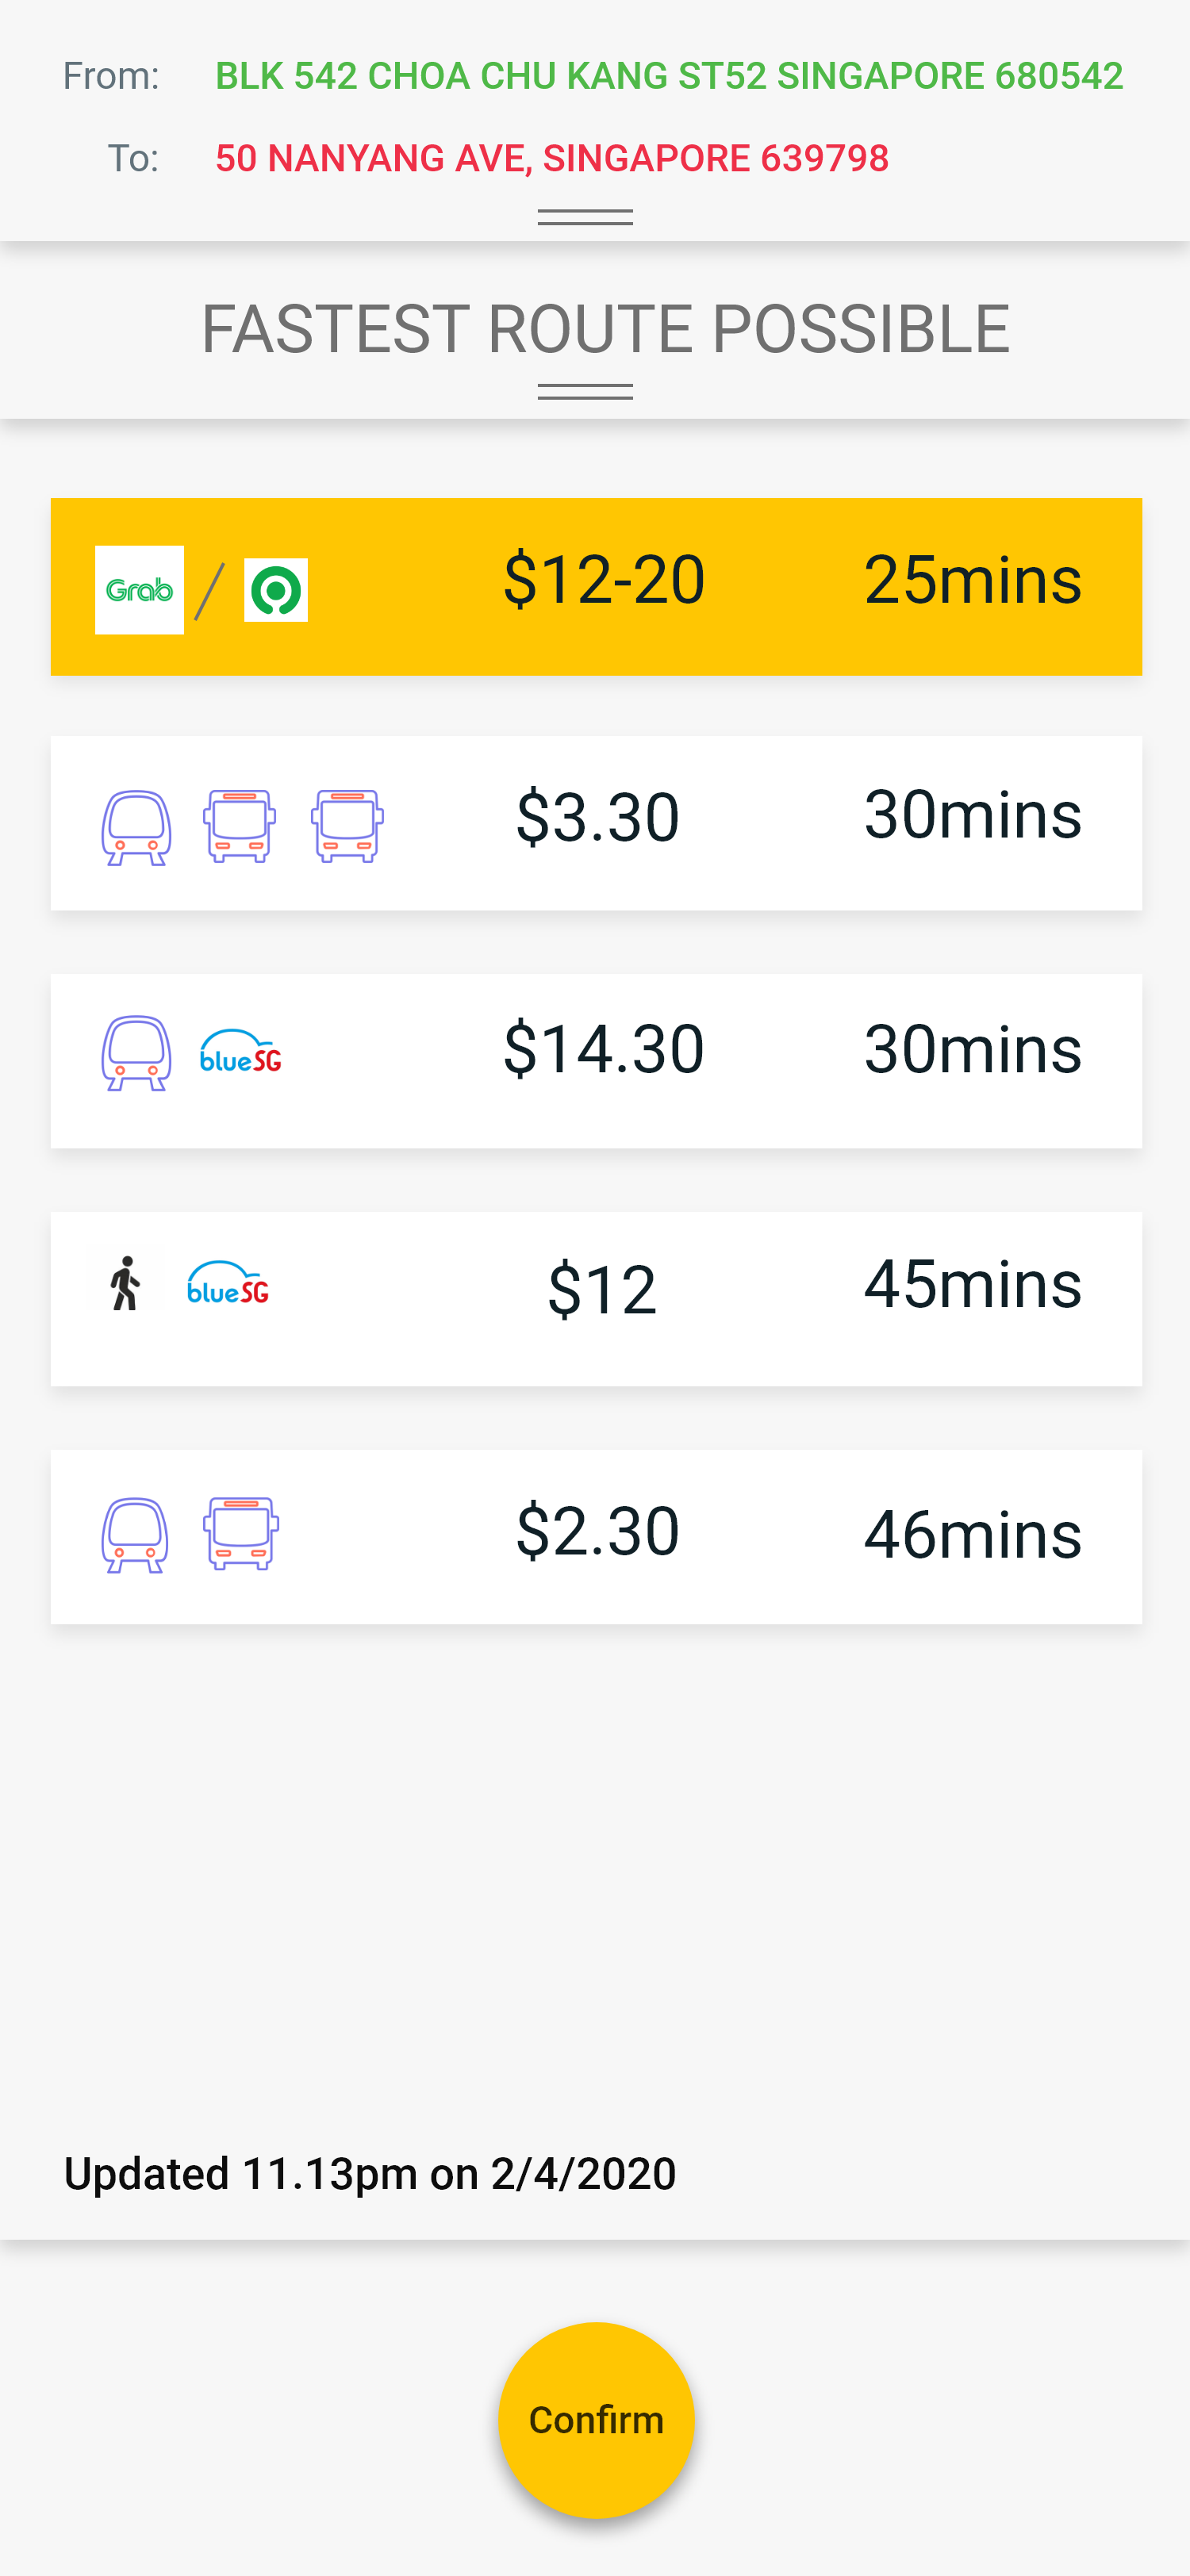 From: BLK 542 CHOA CHU KANG ST52 SINGAPORE 680542
To: 50 NANYANG AVE, SINGAPORE 639798
FASTEST ROUTE POSSIBLE
Grab $12-20 25mins
$3.30 30mins
blueSG $14.30 30mins
blueSG $12 45mins
$2.30 46mins
Updated 11.13pm on 2/4/2020
Confirm